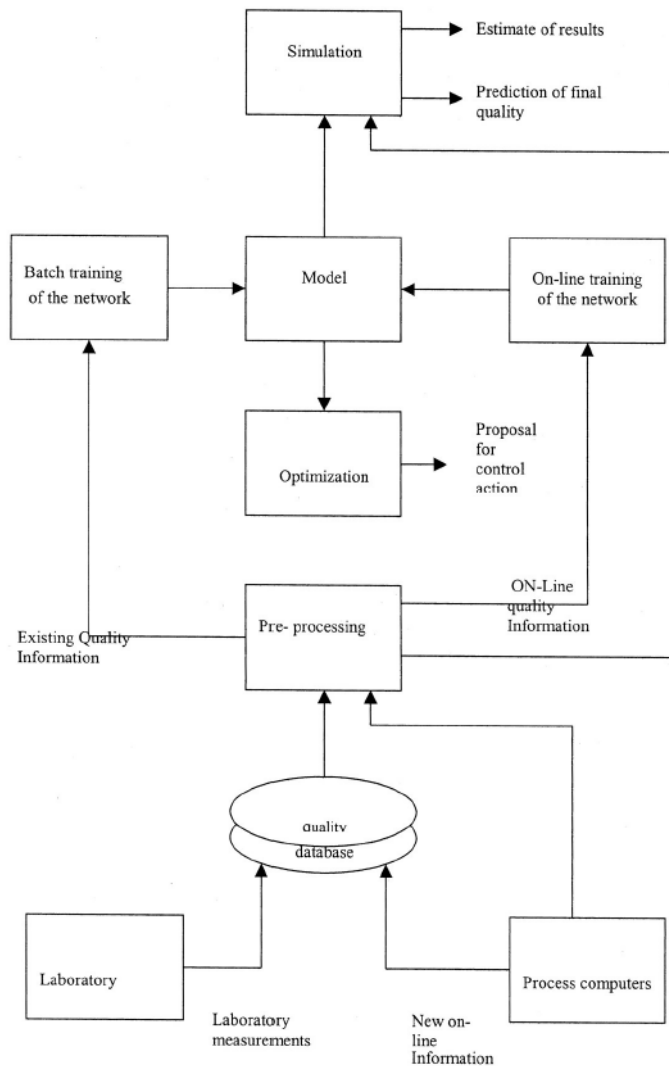 Simulation
Estimate of results
Prediction of final
quality
Batch training
of the network
Model
On-line training
of the network
Optimization
Proposal
for
control
action
Existing Quality
Information
Pre- processing
ON-Line
quality
Information
quality
database
Laboratory
Laboratory
measurements
New on-
line
Information
Process computers